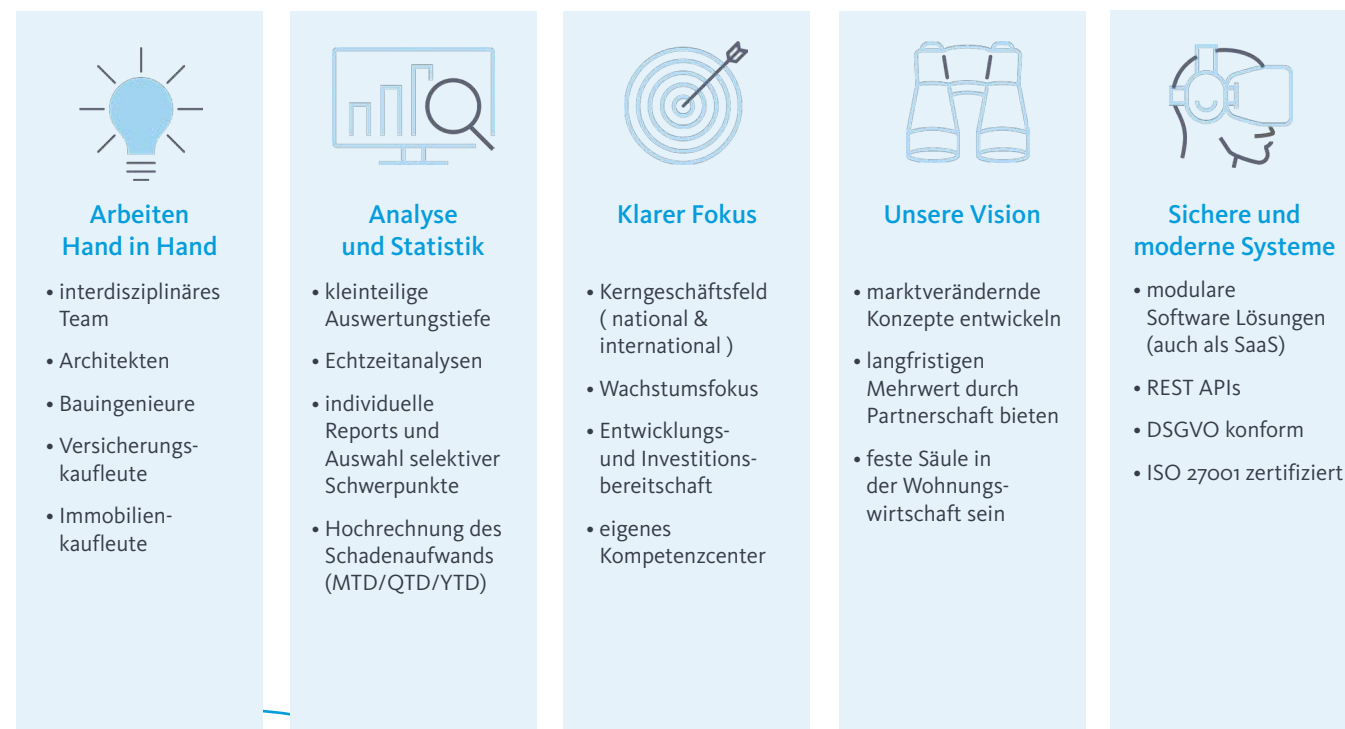 Arbeiten
Hand in Hand
• interdisziplinäres
Team
• Architekten
• Bauingenieure
• Versicherungs-
kaufleute
• Immobilien-
kaufleute
Analyse
und Statistik
• kleinteilige
Auswertungstiefe
• Echtzeitanalysen
• individuelle
Reports und
Auswahl selektiver
Schwerpunkte
• Hochrechnung des
Schadenaufwands
(MTD/QTD/YTD)
Klarer Fokus
• Kerngeschäftsfeld
( national &
international )
• Wachstumsfokus
• Entwicklungs-
und Investitions-
bereitschaft
• eigenes
Kompetenzcenter
Unsere Vision
• marktverändernde
Konzepte entwickeln
• langfristigen
Mehrwert durch
Partnerschaft bieten
• feste Säule in
der Wohnungs-
wirtschaft sein
Sichere und
moderne Systeme
• modulare
Software Lösungen
(auch als SaaS)
• REST APIs
• DSGVO konform
• ISO 27001 zertifiziert